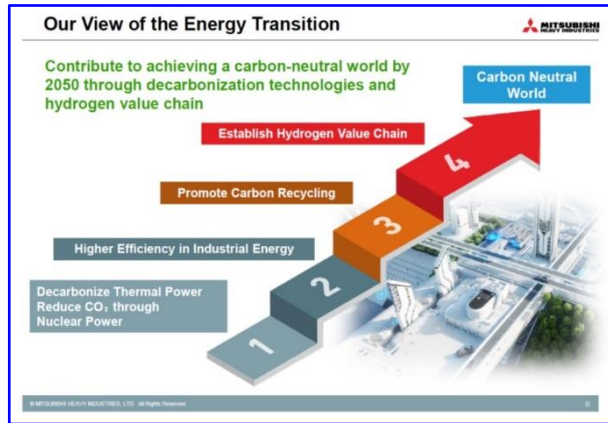 Our View of the Energy Transition
MITSUBISHI
HEAVY INDUSTRIES
Contribute to achieving a carbon-neutral world by
2050 through decarbonization technologies and
hydrogen value chain
Carbon Neutral
World
Establish Hydrogen Value Chain
4
Promote Carbon Recycling
3
Higher Efficiency in Industrial Energy
2
Decarbonize Thermal Power
Reduce CO₂ through
Nuclear Power
1
© MITSUBISHI HEAVY INDUSTRIES, LTD. All Rights Reserved.
6